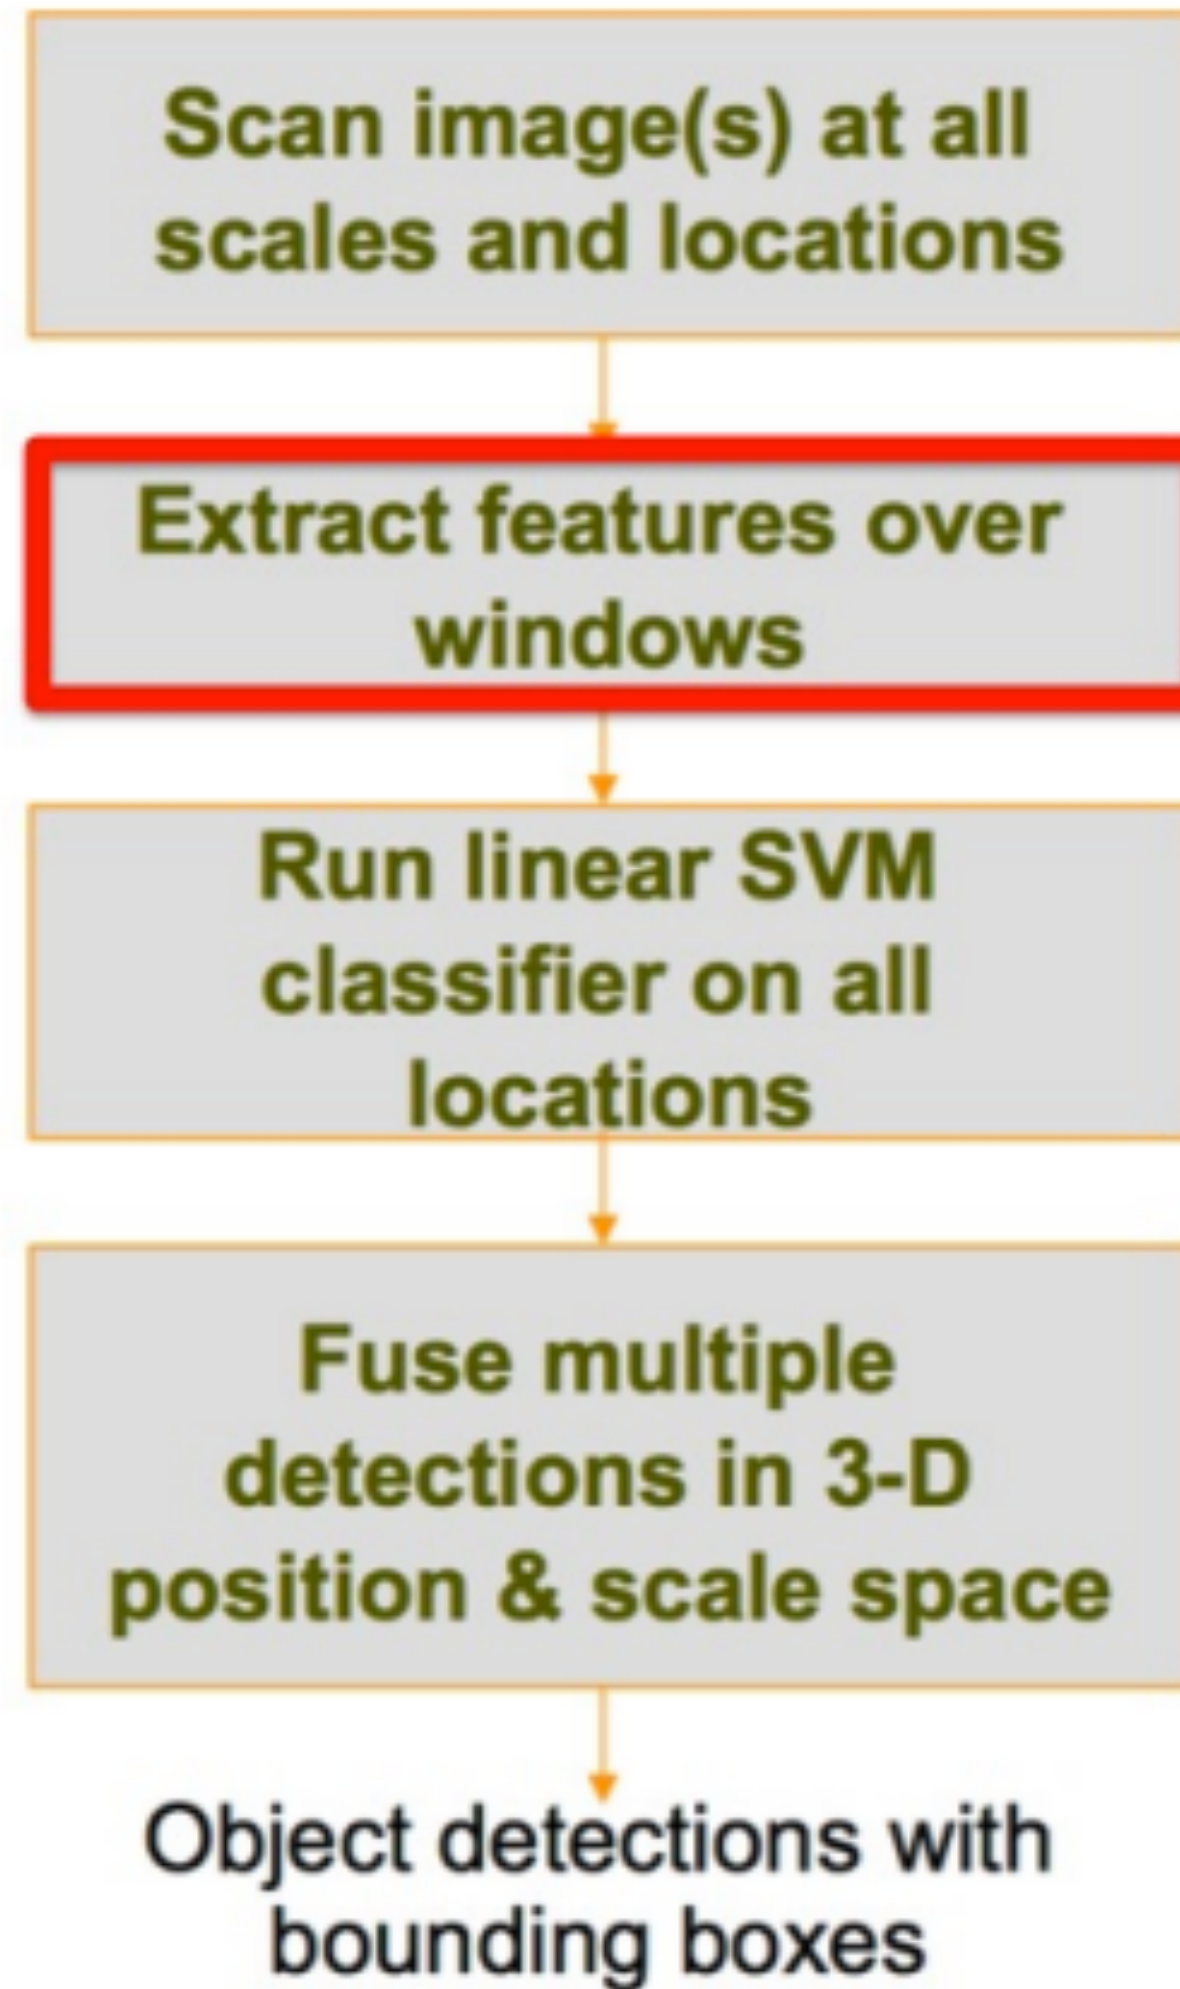 Scan image(s) at all
scales and locations
Extract features over
windows
Run linear SVM
classifier on all
locations
Fuse multiple
detections in 3-D
position & scale space
Object detections with
bounding boxes